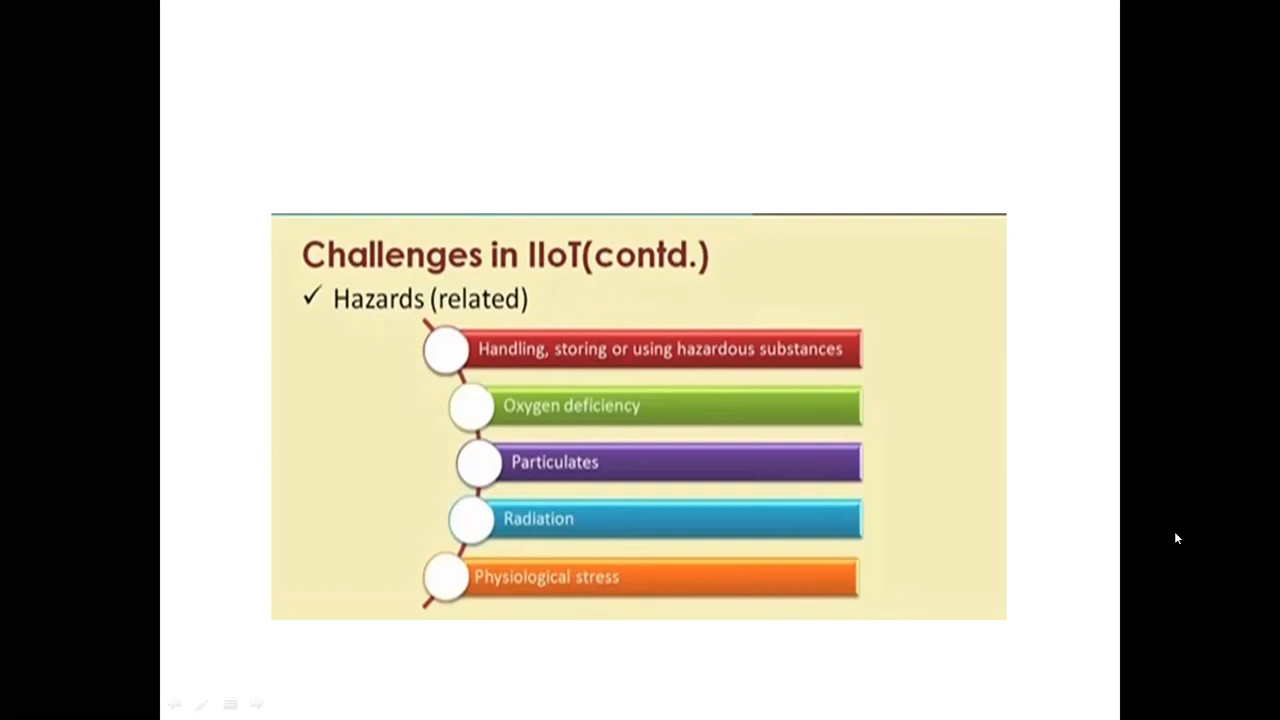 Challenges in IIoT(contd.)
✓ Hazards (related)
Handling, storing or using hazardous substances
Oxygen deficiency
Particulates
Radiation
Physiological stress